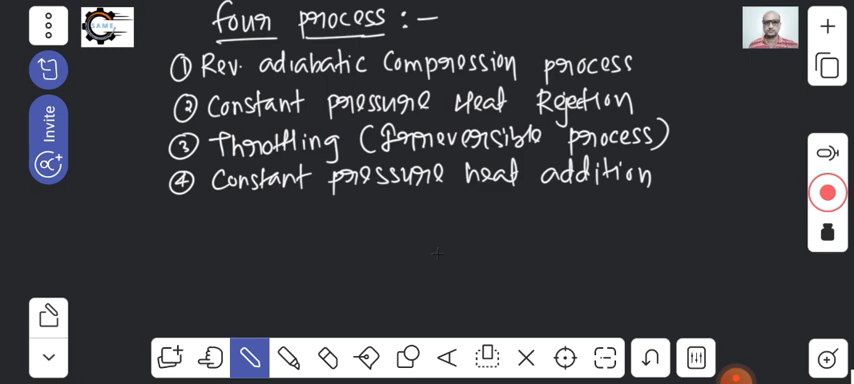 four process :-
GAME
① Rev. adiabatic Compression process
② Constant pressure Heat Rejection
③ Throttling (Irreversible process)
④ Constant pressure heat addition
Invite